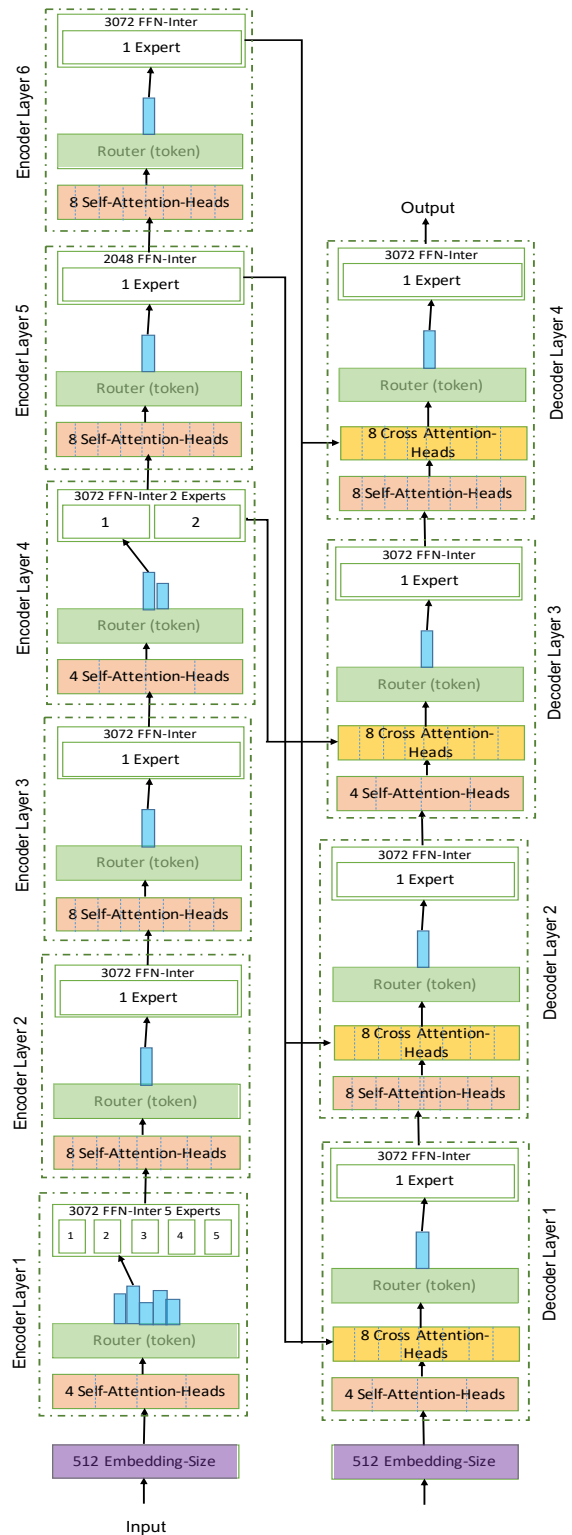 3072 FFN-Inter
1 Expert
Router (token)
8 Self-Attention-Heads
Encoder Layer 6
2048 FFN-Inter
1 Expert
Router (token)
8 Self-Attention-Heads
Encoder Layer 5
3072 FFN-Inter 2 Experts
1 2
Router (token)
4 Self-Attention-Heads
Encoder Layer 4
3072 FFN-Inter
1 Expert
Router (token)
8 Self-Attention-Heads
Encoder Layer 3
3072 FFN-Inter
1 Expert
Router (token)
8 Self-Attention-Heads
Encoder Layer 2
3072 FFN-Inter 5 Experts
1 2 3 4 5
Router (token)
4 Self-Attention-Heads
Encoder Layer 1
512 Embedding-Size
Input
Output
3072 FFN-Inter
1 Expert
Router (token)
8 Cross Attention-
Heads
8 Self-Attention-Heads
Decoder Layer 4
3072 FFN-Inter
1 Expert
Router (token)
8 Cross Attention-
Heads
4 Self-Attention-Heads
Decoder Layer 3
3072 FFN-Inter
1 Expert
Router (token)
8 Cross Attention-
Heads
8 Self-Attention-Heads
Decoder Layer 2
3072 FFN-Inter
1 Expert
Router (token)
8 Cross Attention-
Heads
4 Self-Attention-Heads
Decoder Layer 1
512 Embedding-Size